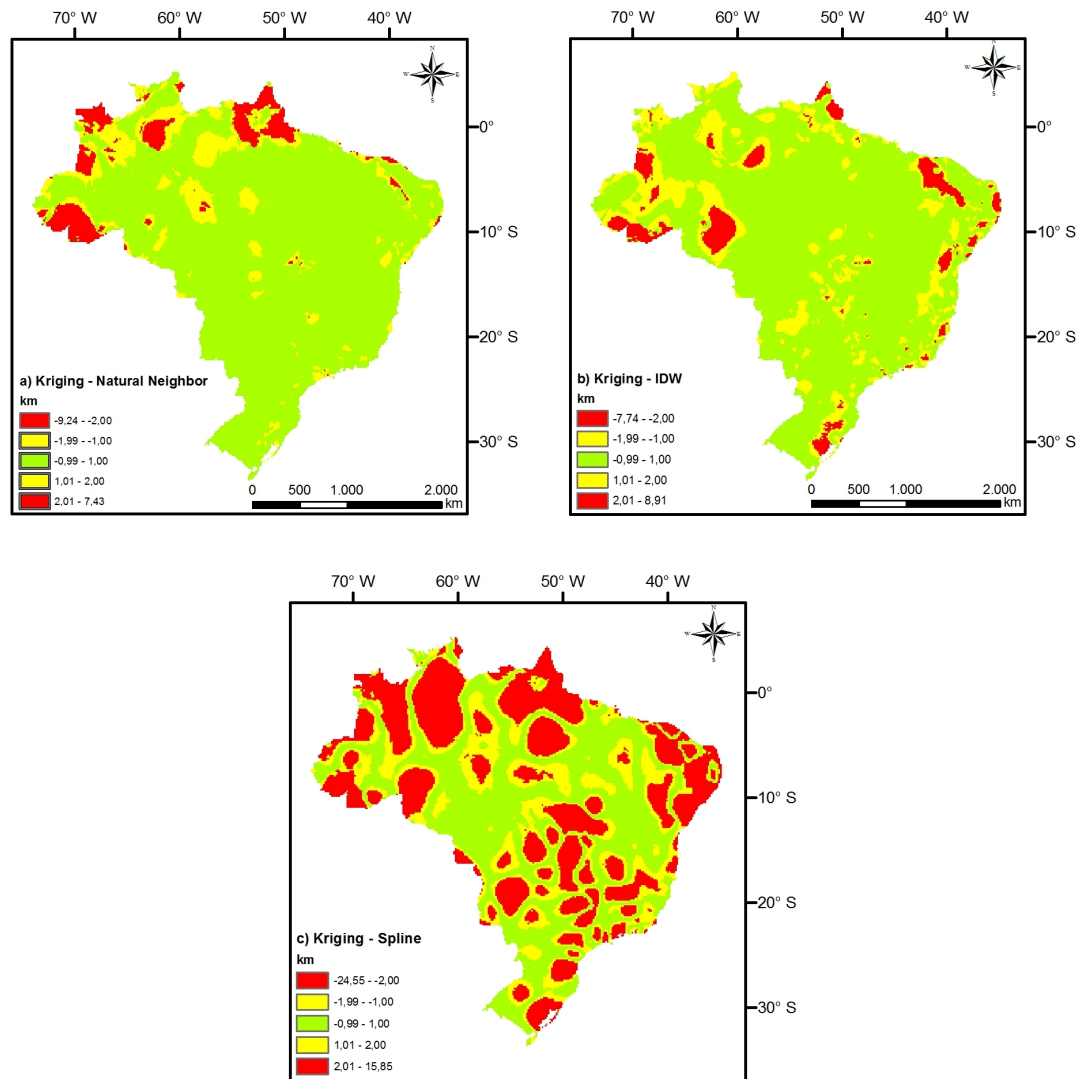 70° W 60° W 50° W 40° W
N
W E
S
0°
10° S
20° S
30° S
a) Kriging - Natural Neighbor
km
-9,24 - -2,00
-1,99 - -1,00
-0,99 - 1,00
1,01 - 2,00
2,01 - 7,43
0 500 1.000 2.000
km
70° W 60° W 50° W 40° W
N
W E
S
0°
10° S
20° S
30° S
b) Kriging - IDW
km
-7,74 - -2,00
-1,99 - -1,00
-0,99 - 1,00
1,01 - 2,00
2,01 - 8,91
0 500 1.000 2.000
km
70° W 60° W 50° W 40° W
N
W E
S
0°
10° S
20° S
30° S
c) Kriging - Spline
km
-24,55 - -2,00
-1,99 - -1,00
-0,99 - 1,00
1,01 - 2,00
2,01 - 15,85